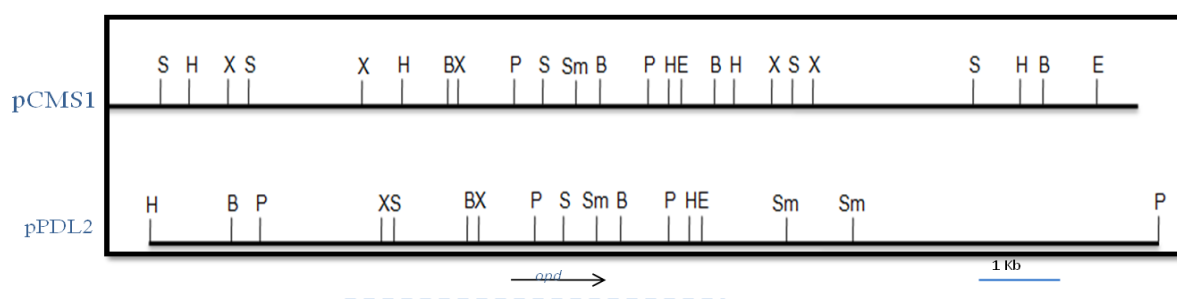 S H X S X H BX P S Sm B P HE B H X S X S H B E
pCMS1
H B P XS BX P S Sm B P HE Sm Sm P
pPDL2
opd 1 Kb